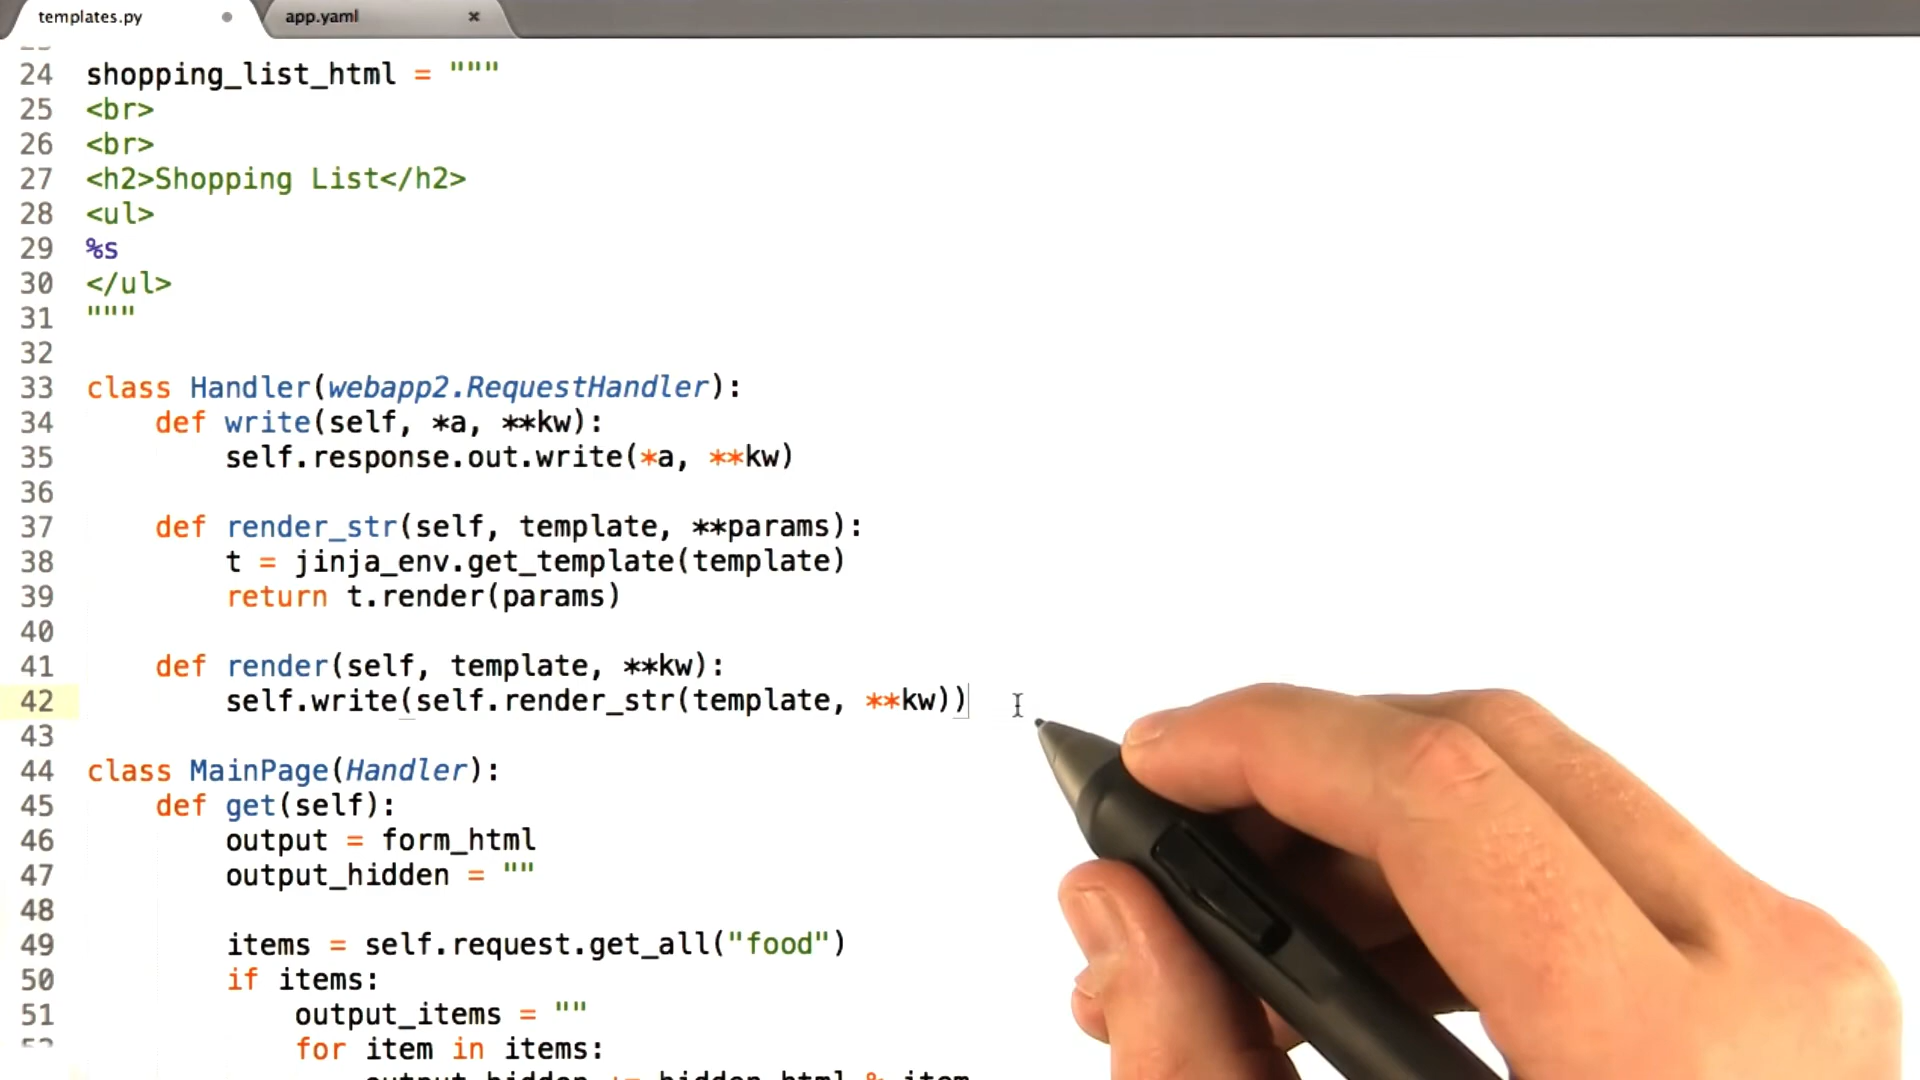 templates.py
app.yaml
24 shopping_list_html = """
25 <br>
26 <br>
27 <h2>Shopping List</h2>
28 <ul>
29 %s
30 </ul>
31 """
32
33 class Handler(webapp2.RequestHandler):
34 def write(self, *a, **kw):
35 self.response.out.write(*a, **kw)
36
37 def render_str(self, template, **params):
38 t = jinja_env.get_template(template)
39 return t.render(params)
40
41 def render(self, template, **kw):
42 self.write(self.render_str(template, **kw))
43
44 class MainPage(Handler):
45 def get(self):
46 output = form_html
47 output_hidden = ""
48
49 items = self.request.get_all("food")
50 if items:
51 output_items = ""
for item in items:
output_hidden += hidden_html % item